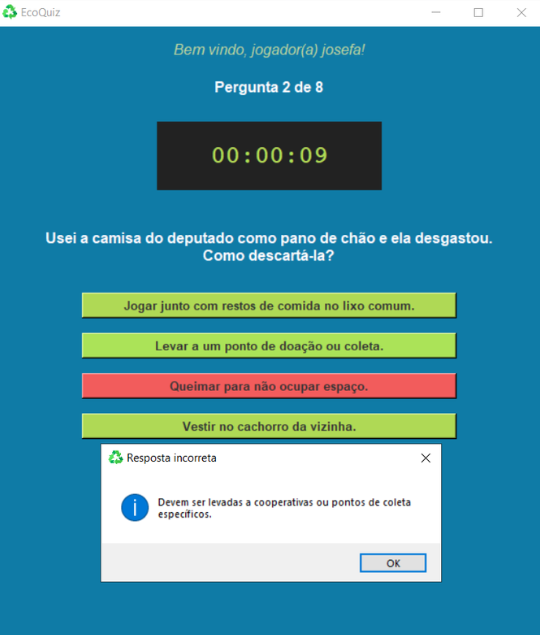 EcoQuiz
Bem vindo, jogador(a) josefa!
Pergunta 2 de 8
00:00:09
Usei a camisa do deputado como pano de chão e ela desgastou.
Como descartá-la?
Jogar junto com restos de comida no lixo comum.
Levar a um ponto de doação ou coleta.
Queimar para não ocupar espaço.
Vestir no cachorro da vizinha.
Resposta incorreta
Devem ser levadas a cooperativas ou pontos de coleta
específicos.
OK